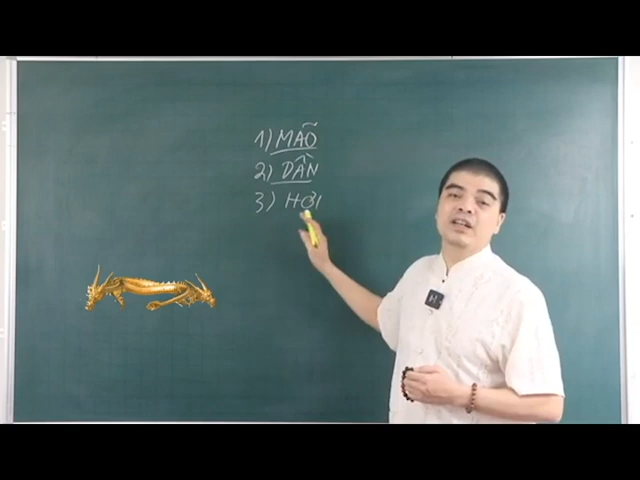 1) MÃO
2) DẦN
3) HỢI